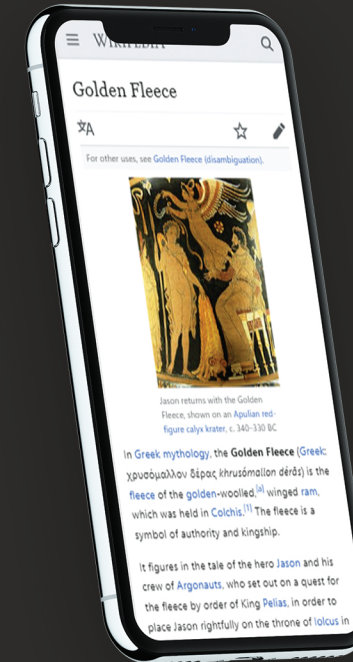 WIKIPEDIA
Golden Fleece
For other uses, see Golden Fleece (disambiguation).
Jason returns with the Golden
Fleece, shown on an Apulian red-
figure calyx krater, c. 340–330 BC
In Greek mythology, the Golden Fleece (Greek:
χρυσόμαλλον δέρας, khrusómallon déras) is the
fleece of the golden-woolled,[a] winged ram,
which was held in Colchis.[1] The fleece is a
symbol of authority and kingship.
It figures in the tale of the hero Jason and his
crew of Argonauts, who set out on a quest for
the fleece by order of King Pelias, in order to
place Jason rightfully on the throne of Iolcus in